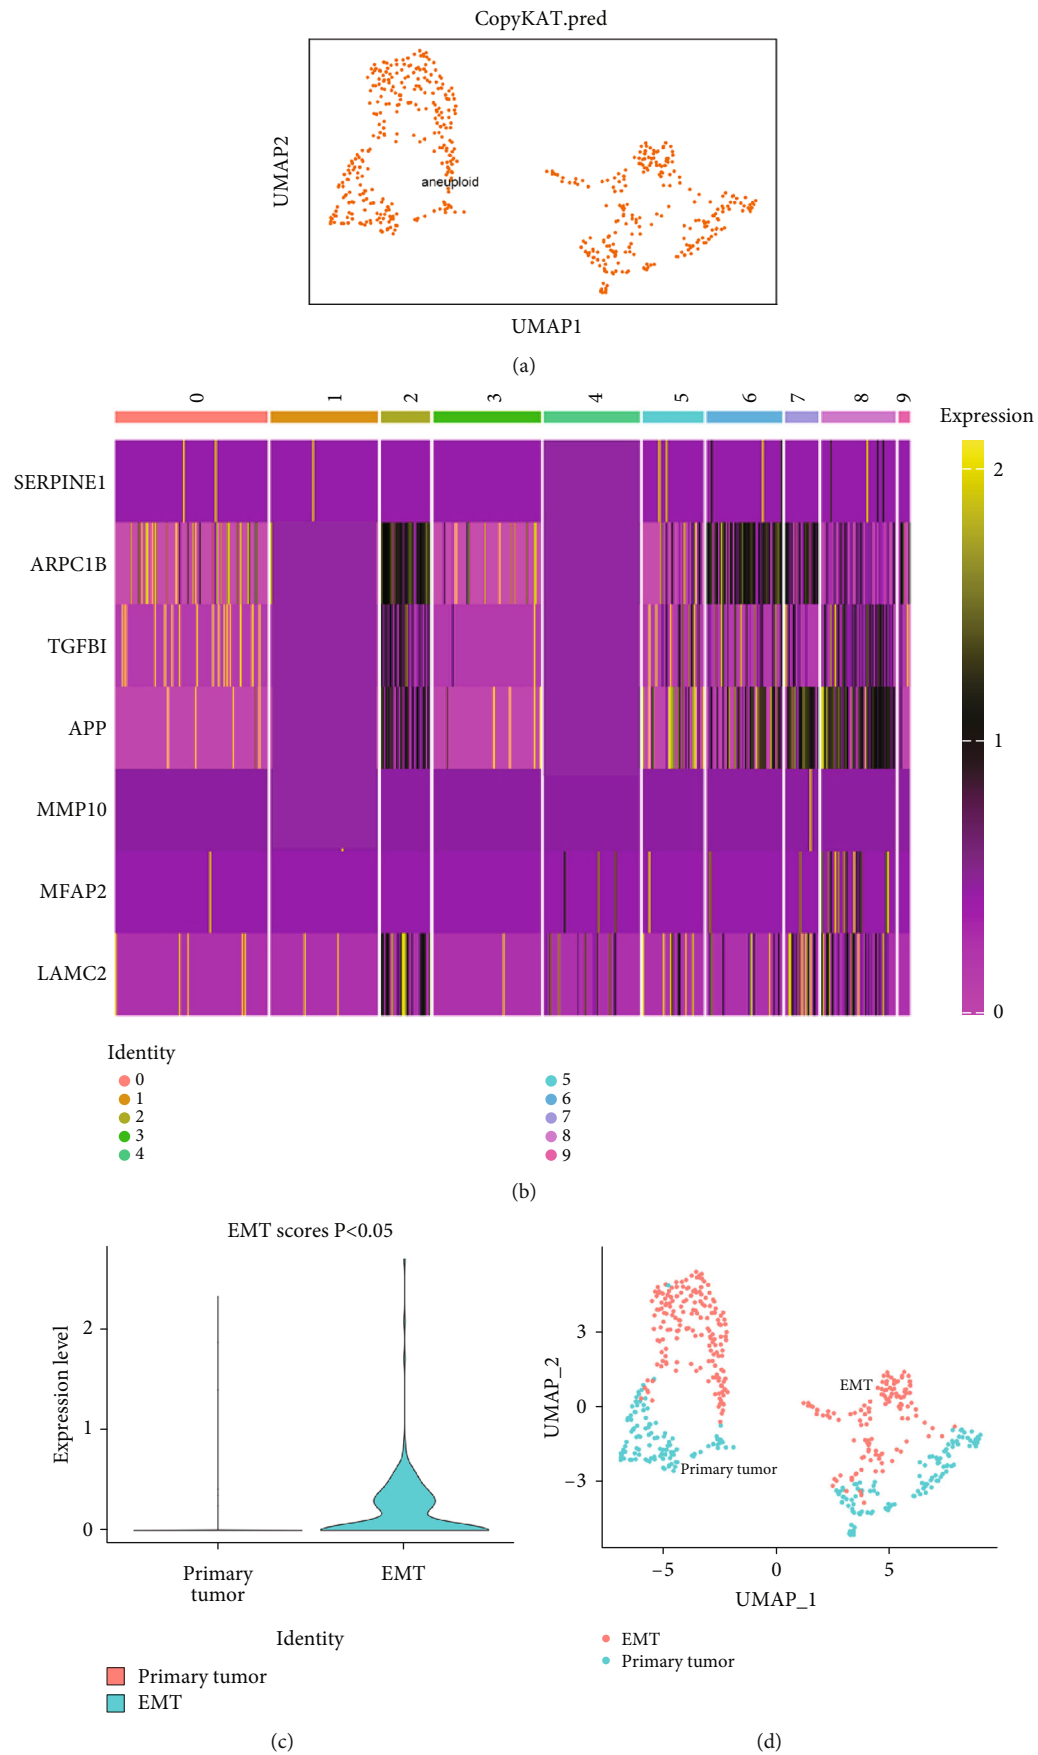 CopyKAT.pred
UMAP2
aneuploid
UMAP1
(a)
0 1 2 3 4 5 6 7 8 9
Expression
SERPINE1
ARPC1B
TGFBI
APP
MMP10
MFAP2
LAMC2
2
1
0
Identity
0
1
2
3
4
5
6
7
8
9
(b)
EMT scores P<0.05
Expression level
2
1
0
Primary
tumor
EMT
Identity
Primary tumor
EMT
(c)
UMAP_2
3
0
−3
EMT
Primary tumor
−5 0 5
UMAP_1
EMT
Primary tumor
(d)